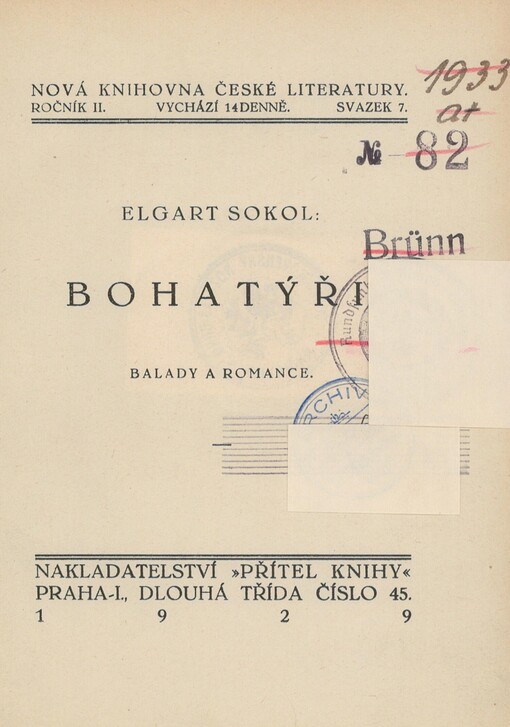 1933
NOVÁ KNIHOVNA ČESKÉ LITERATURY.
ROČNÍK II. VYCHÁZÍ 14DENNĚ. SVAZEK 7.
at
№ 82
ELGART SOKOL:
Brünn
BOHATÝŘI
BALADY A ROMANCE.
NAKLADATELSTVÍ »PŘÍTEL KNIHY«
PRAHA-I., DLOUHÁ TŘÍDA ČÍSLO 45.
1 9 2 9